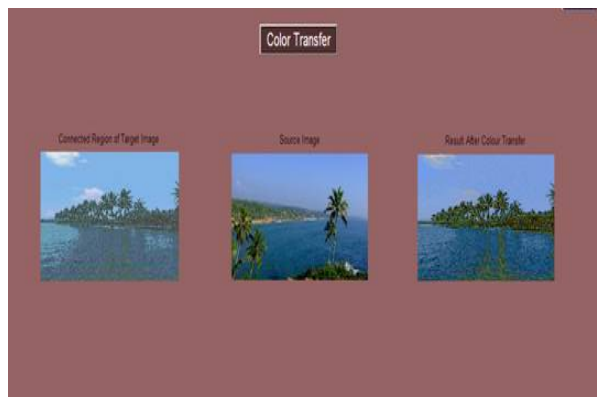 Color Transfer
Connected Region of Target Image
Source Image
Result After Colour Transfer